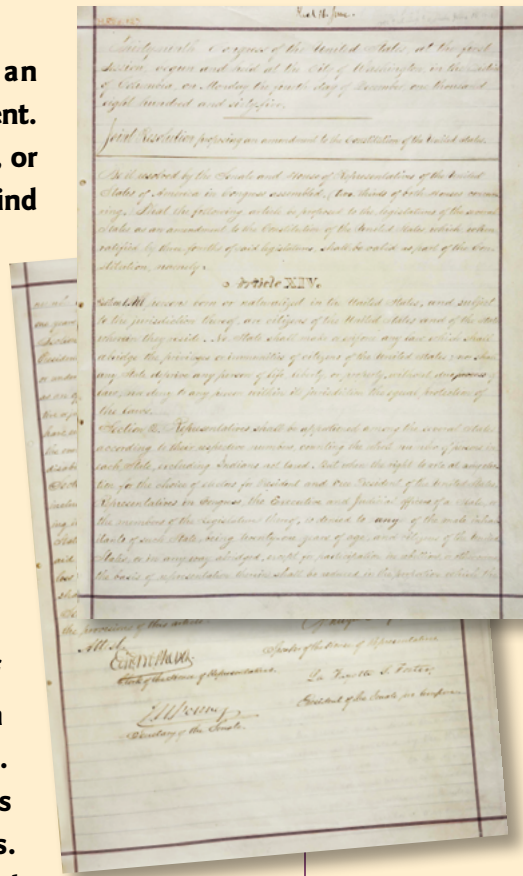 an
ent.
, or
ind
Thirty-ninth Congress of the United States, at the first
session, begun and held at the City of Washington, in the District
of Columbia, on Monday the fourth day of December, one thousand
eight hundred and sixty-five.
Joint Resolution proposing an amendment to the Constitution of the United States.
Be it resolved by the Senate and House of Representatives of the United
States of America in Congress assembled, (two thirds of both Houses concur-
ring,) That the following article be proposed to the legislatures of the several
States as an amendment to the Constitution of the United States, which, when
ratified by three fourths of said legislatures, shall be valid as part of the Con-
stitution, namely:
Article XIV.
Section 1. All persons born or naturalized in the United States, and subject
to the jurisdiction thereof, are citizens of the United States and of the State
wherein they reside. No State shall make or enforce any law which shall
abridge the privileges or immunities of citizens of the United States; nor shall
any State deprive any person of life, liberty, or property, without due process of
law, nor deny to any person within its jurisdiction the equal protection of
the laws.
Section 2. Representatives shall be apportioned among the several States
according to their respective numbers, counting the whole number of persons in
each State, excluding Indians not taxed. But when the right to vote at any elec-
tion for the choice of electors for President and Vice President of the United States,
Representatives in Congress, the Executive and Judicial officers of a State, or
the members of the Legislature thereof, is denied to any of the male inhabi-
tants of such State, being twenty-one years of age, and citizens of the United
States, or in any way abridged, except for participation in rebellion, or other crime,
the basis of representation therein shall be reduced in the proportion which the
the provisions of this article.
Attest
Speaker of the House of Representatives
Clerk of the House of Representatives
La Fayette S. Foster,
President of the Senate pro tempore.
Secretary of the Senate
.
s
s.